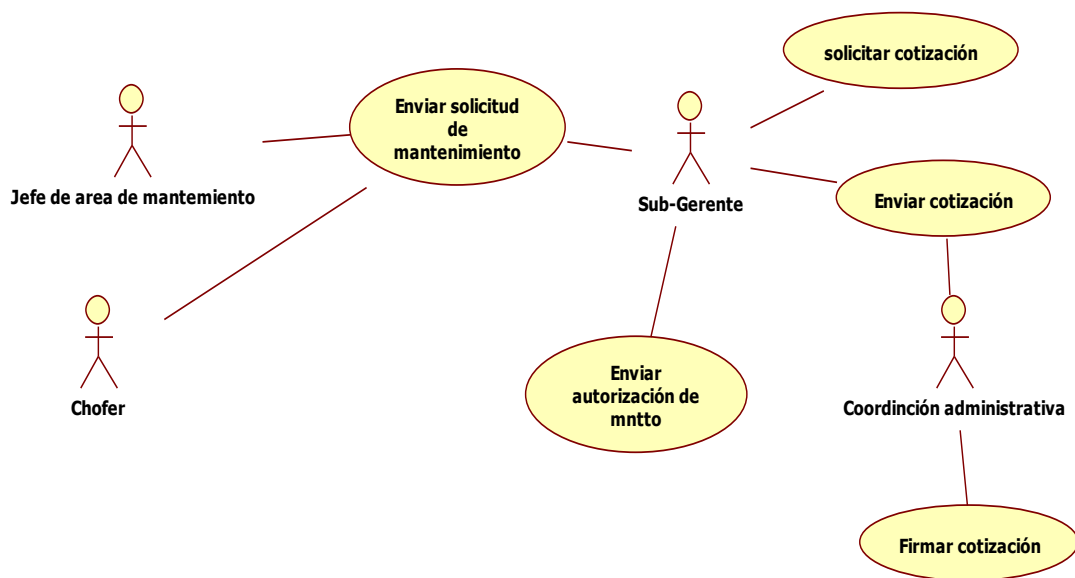 solicitar cotización
Enviar solicitud
de
mantenimiento
Jefe de area de mantemiento
Sub-Gerente
Enviar cotización
Chofer
Enviar
autorización de
mntto
Coordinción administrativa
Firmar cotización